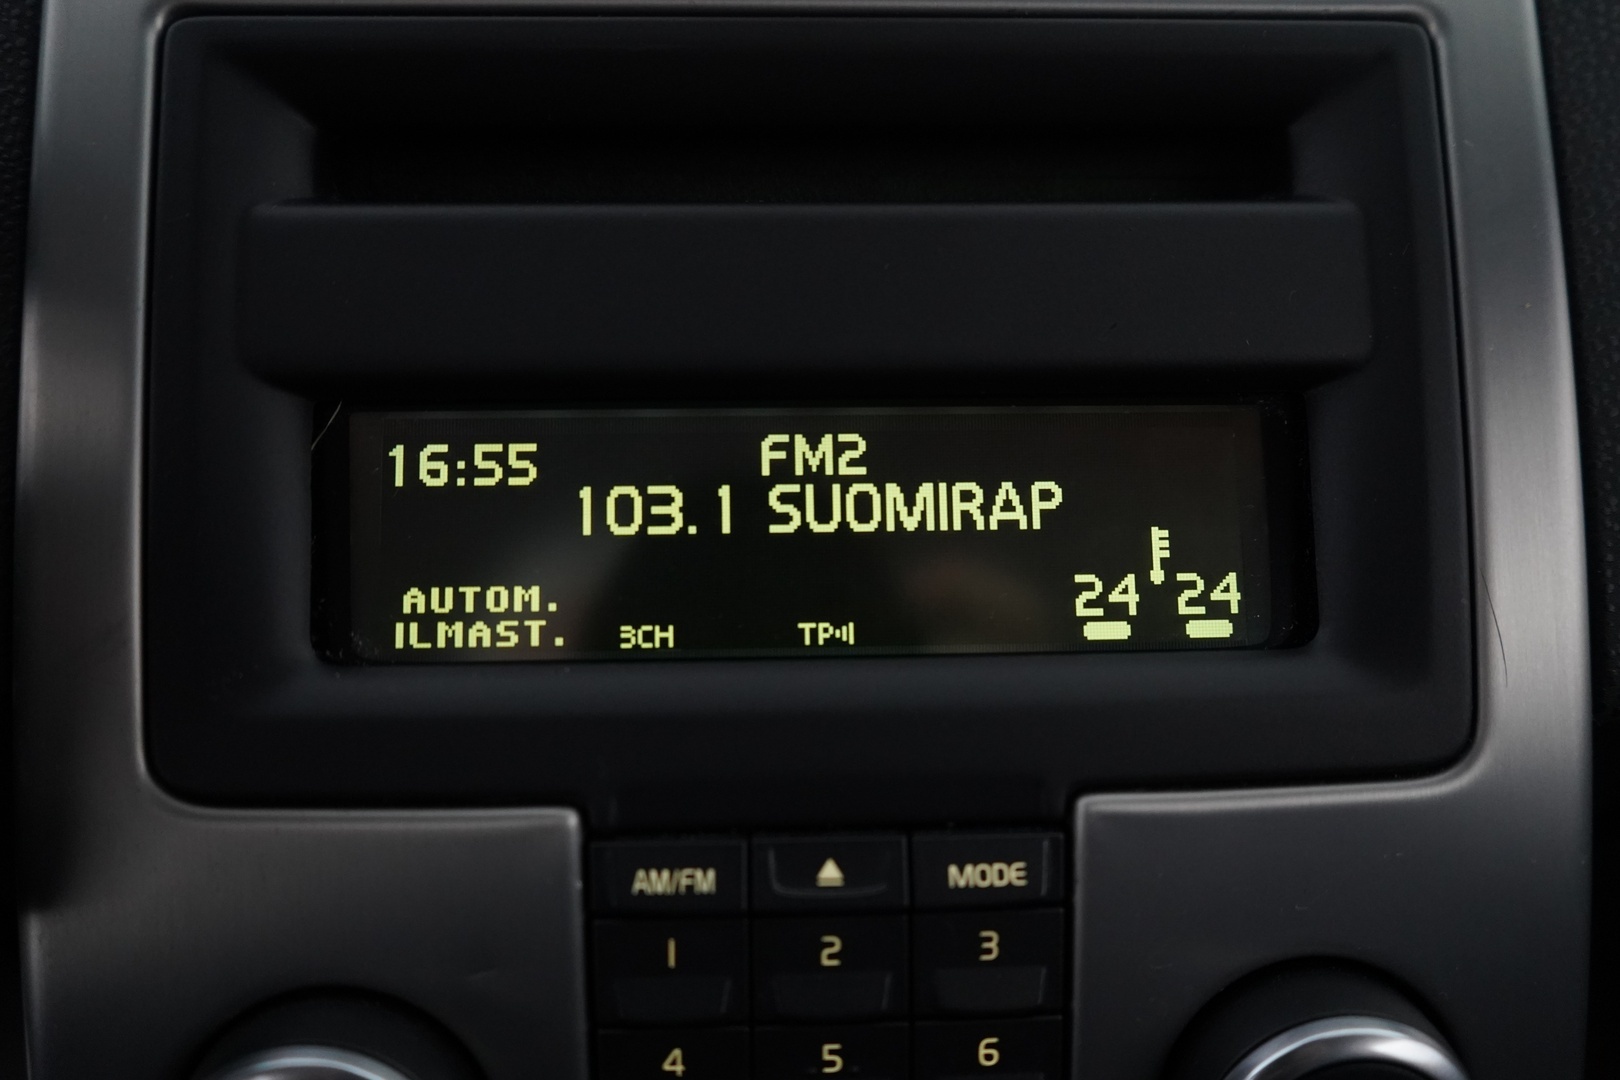 16:55
FM2
103.1 SUOMIRAP
24 24
AUTOM.
ILMAST.
3CH
TP
AM/FM
MODE
1 2 3
4 5 6